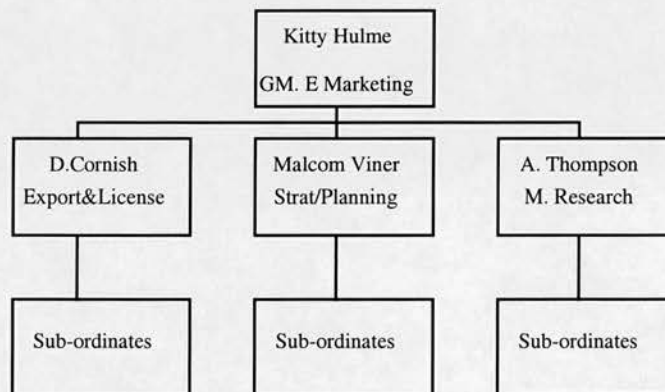 Kitty Hulme
GM. E Marketing
D.Cornish
Export&License
Malcom Viner
Strat/Planning
A. Thompson
M. Research
Sub-ordinates
Sub-ordinates
Sub-ordinates